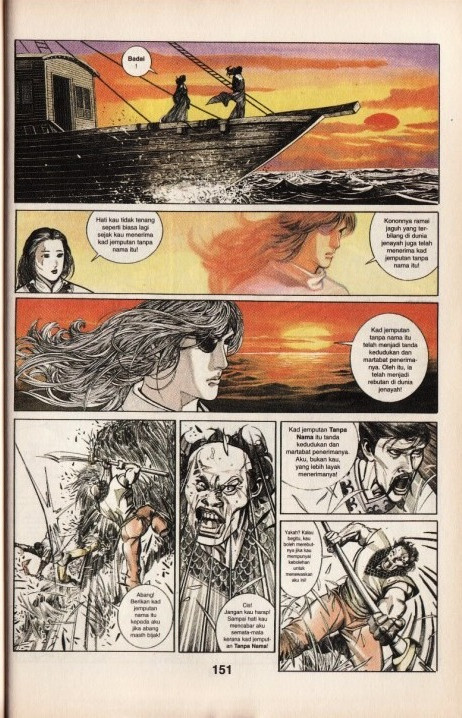 Badai
!
Hati kau tidak tenang
seperti biasa lagi
sejak kau menerima
kad jemputan tanpa
nama itu!
Kononnya ramai
jaguh yang ter-
bilang di dunia
jenayah juga telah
menerima kad
jemputan tanpa
nama itu!
Kad jemputan
tanpa nama itu
telah menjadi tanda
kedudukan dan
martabat penerima-
nya. Oleh itu, ia
telah menjadi
rebutan di dunia
jenayah!
Abang!
Berikan kad
jemputan
nama itu
kepada aku
jika abang
masih bijak!
Cis!
Jangan kau harap!
Sampai hati kau
mencabar aku
semata-mata
kerana kad jemput-
an Tanpa Nama!
Kad jemputan Tanpa
Nama itu tanda
kedudukan dan
martabat penerimanya.
Aku, bukan kau,
yang lebih layak
menerimanya!
Yakah? Kalau
begitu, kau
boleh merebut-
nya jika kau
mempunyai
kebolehan
untuk
menewaskan
aku ini!
151